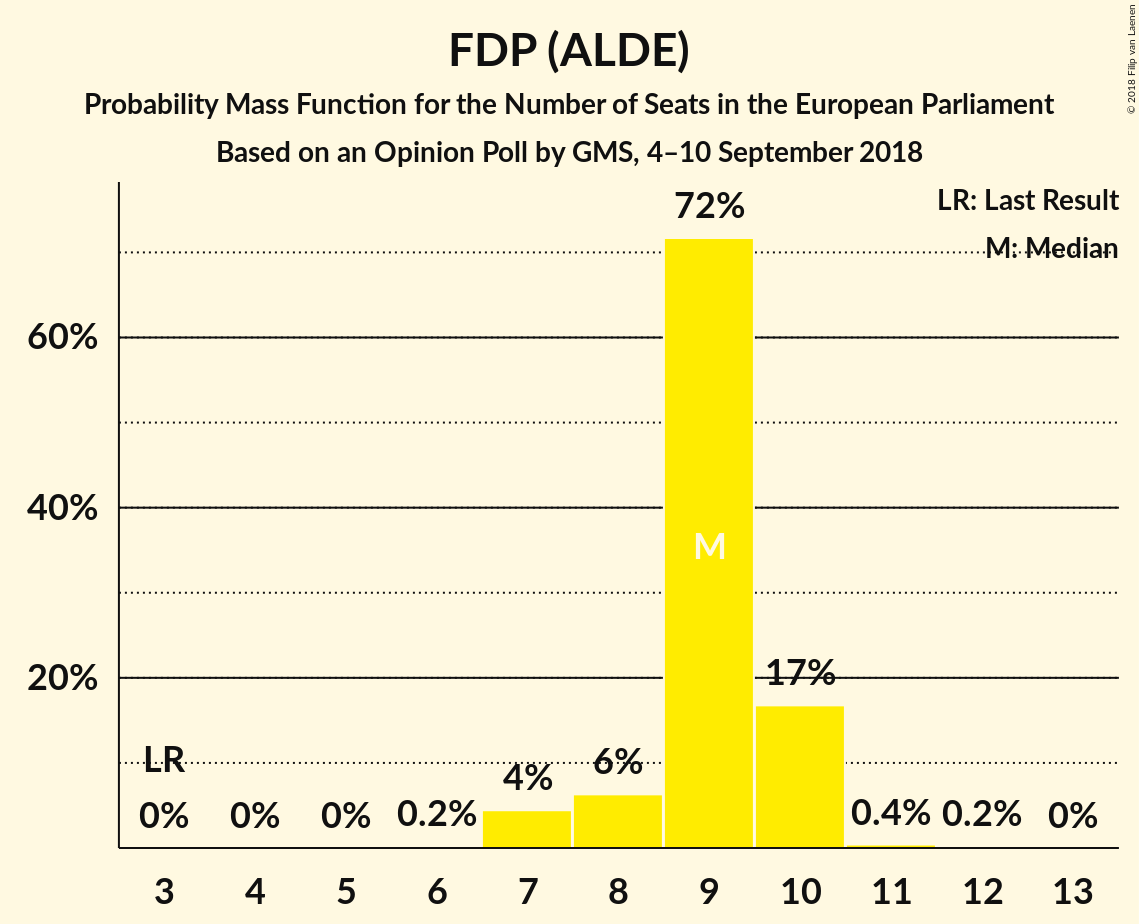 FDP (ALDE)
Probability Mass Function for the Number of Seats in the European Parliament
Based on an Opinion Poll by GMS, 4–10 September 2018
© 2018 Filip van Laenen
LR: Last Result
M: Median
72%
60%
40%
M
20%
17%
LR
6%
4%
0%
0%
0%
0.2%
0.4%
0.2%
0%
3 4 5 6 7 8 9 10 11 12 13